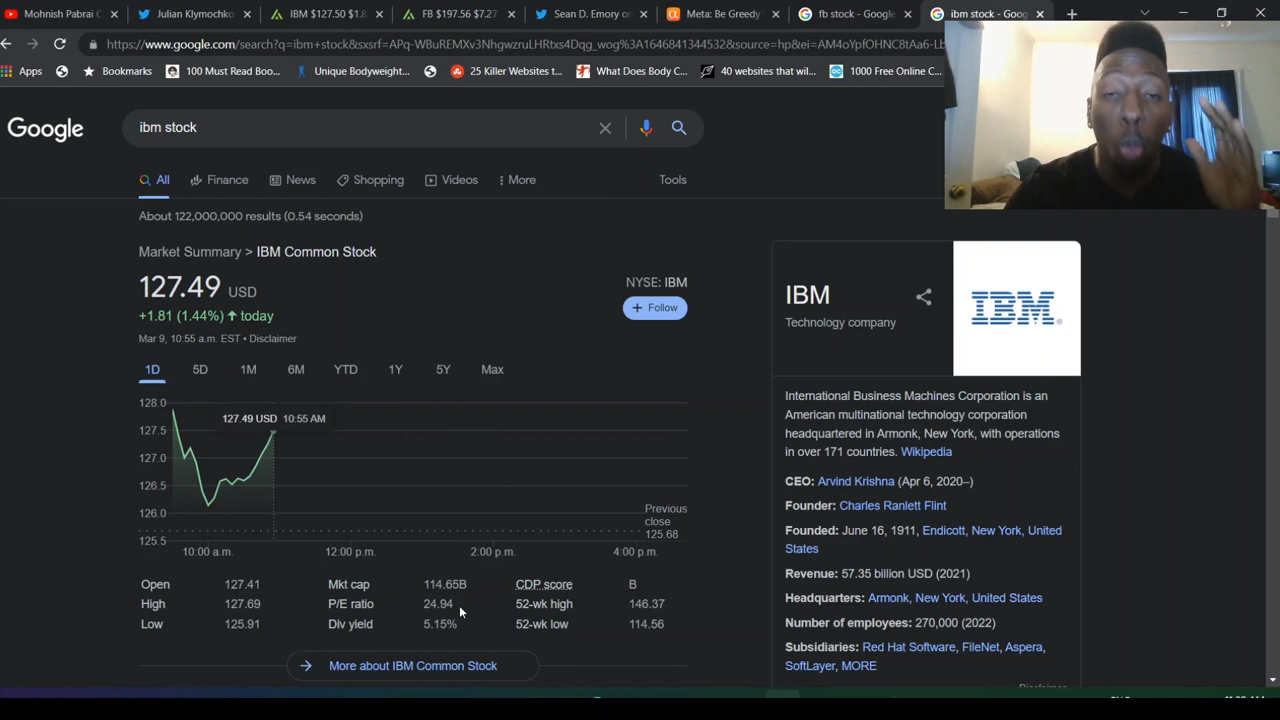 Mohnish Pabrai C
Julian Klymochko
IBM $127.50 $1.8
FB $197.56 $7.27
Sean D. Emory on
Meta: Be Greedy
fb stock - Google
ibm stock - Goog
https://www.google.com/search?q=ibm+stock&sxsrf=APq-WBuREMXv3NhgwzruLHRtxs4Dqg_wog%3A1646841344532&source=hp&ei=AM4oYpfOHNC8tAa6-Lb
Apps
Bookmarks
100 Must Read Boo...
Unique Bodyweight...
25 Killer Websites t...
What Does Body C...
40 websites that wil...
1000 Free Online C...
Google
ibm stock
All
Finance
News
Shopping
Videos
More
Tools
About 122,000,000 results (0.54 seconds)
Market Summary > IBM Common Stock
127.49 USD
NYSE: IBM
+1.81 (1.44%) today
+ Follow
Mar 9, 10:55 a.m. EST • Disclaimer
1D 5D 1M 6M YTD 1Y 5Y Max
128.0
127.49 USD 10:55 AM
127.5
127.0
126.5
126.0
125.5
Previous
close
125.68
10:00 a.m. 12:00 p.m. 2:00 p.m. 4:00 p.m.
Open 127.41 Mkt cap 114.65B CDP score B
High 127.69 P/E ratio 24.94 52-wk high 146.37
Low 125.91 Div yield 5.15% 52-wk low 114.56
More about IBM Common Stock
IBM
Technology company
IBM
International Business Machines Corporation is an
American multinational technology corporation
headquartered in Armonk, New York, with operations
in over 171 countries. Wikipedia
CEO: Arvind Krishna (Apr 6, 2020–)
Founder: Charles Ranlett Flint
Founded: June 16, 1911, Endicott, New York, United
States
Revenue: 57.35 billion USD (2021)
Headquarters: Armonk, New York, United States
Number of employees: 270,000 (2022)
Subsidiaries: Red Hat Software, FileNet, Aspera,
SoftLayer, MORE
Disclaimer